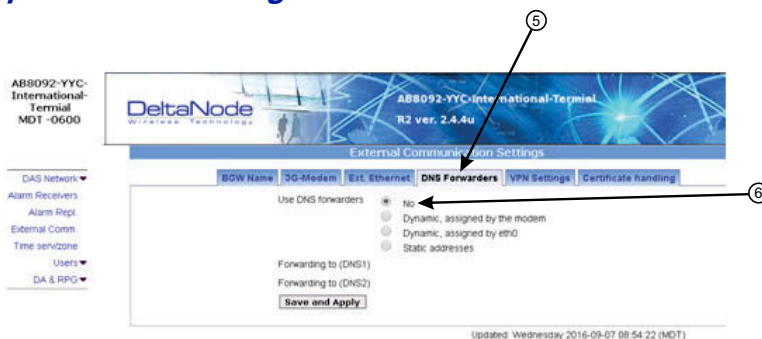 5
AB8092-YYC-
International-
Termial
MDT -0600
DeltaNode
Wireless Technology
AB8092-YYC-International-Termial
R2 ver. 2.4.4u
External Communication Settings
BGW Name 3G-Modem Ext. Ethernet DNS Forwarders VPN Settings Certificate handling
DAS Network
Alarm Receivers
Alarm Repl.
External Comm.
Time serv/zone
Users
DA & RPG
Use DNS forwarders No
6
Dynamic, assigned by the modem
Dynamic, assigned by eth0
Static addresses
Forwarding to (DNS1)
Forwarding to (DNS2)
Save and Apply
Updated: Wednesday 2016-09-07 08:54:22 (MDT)